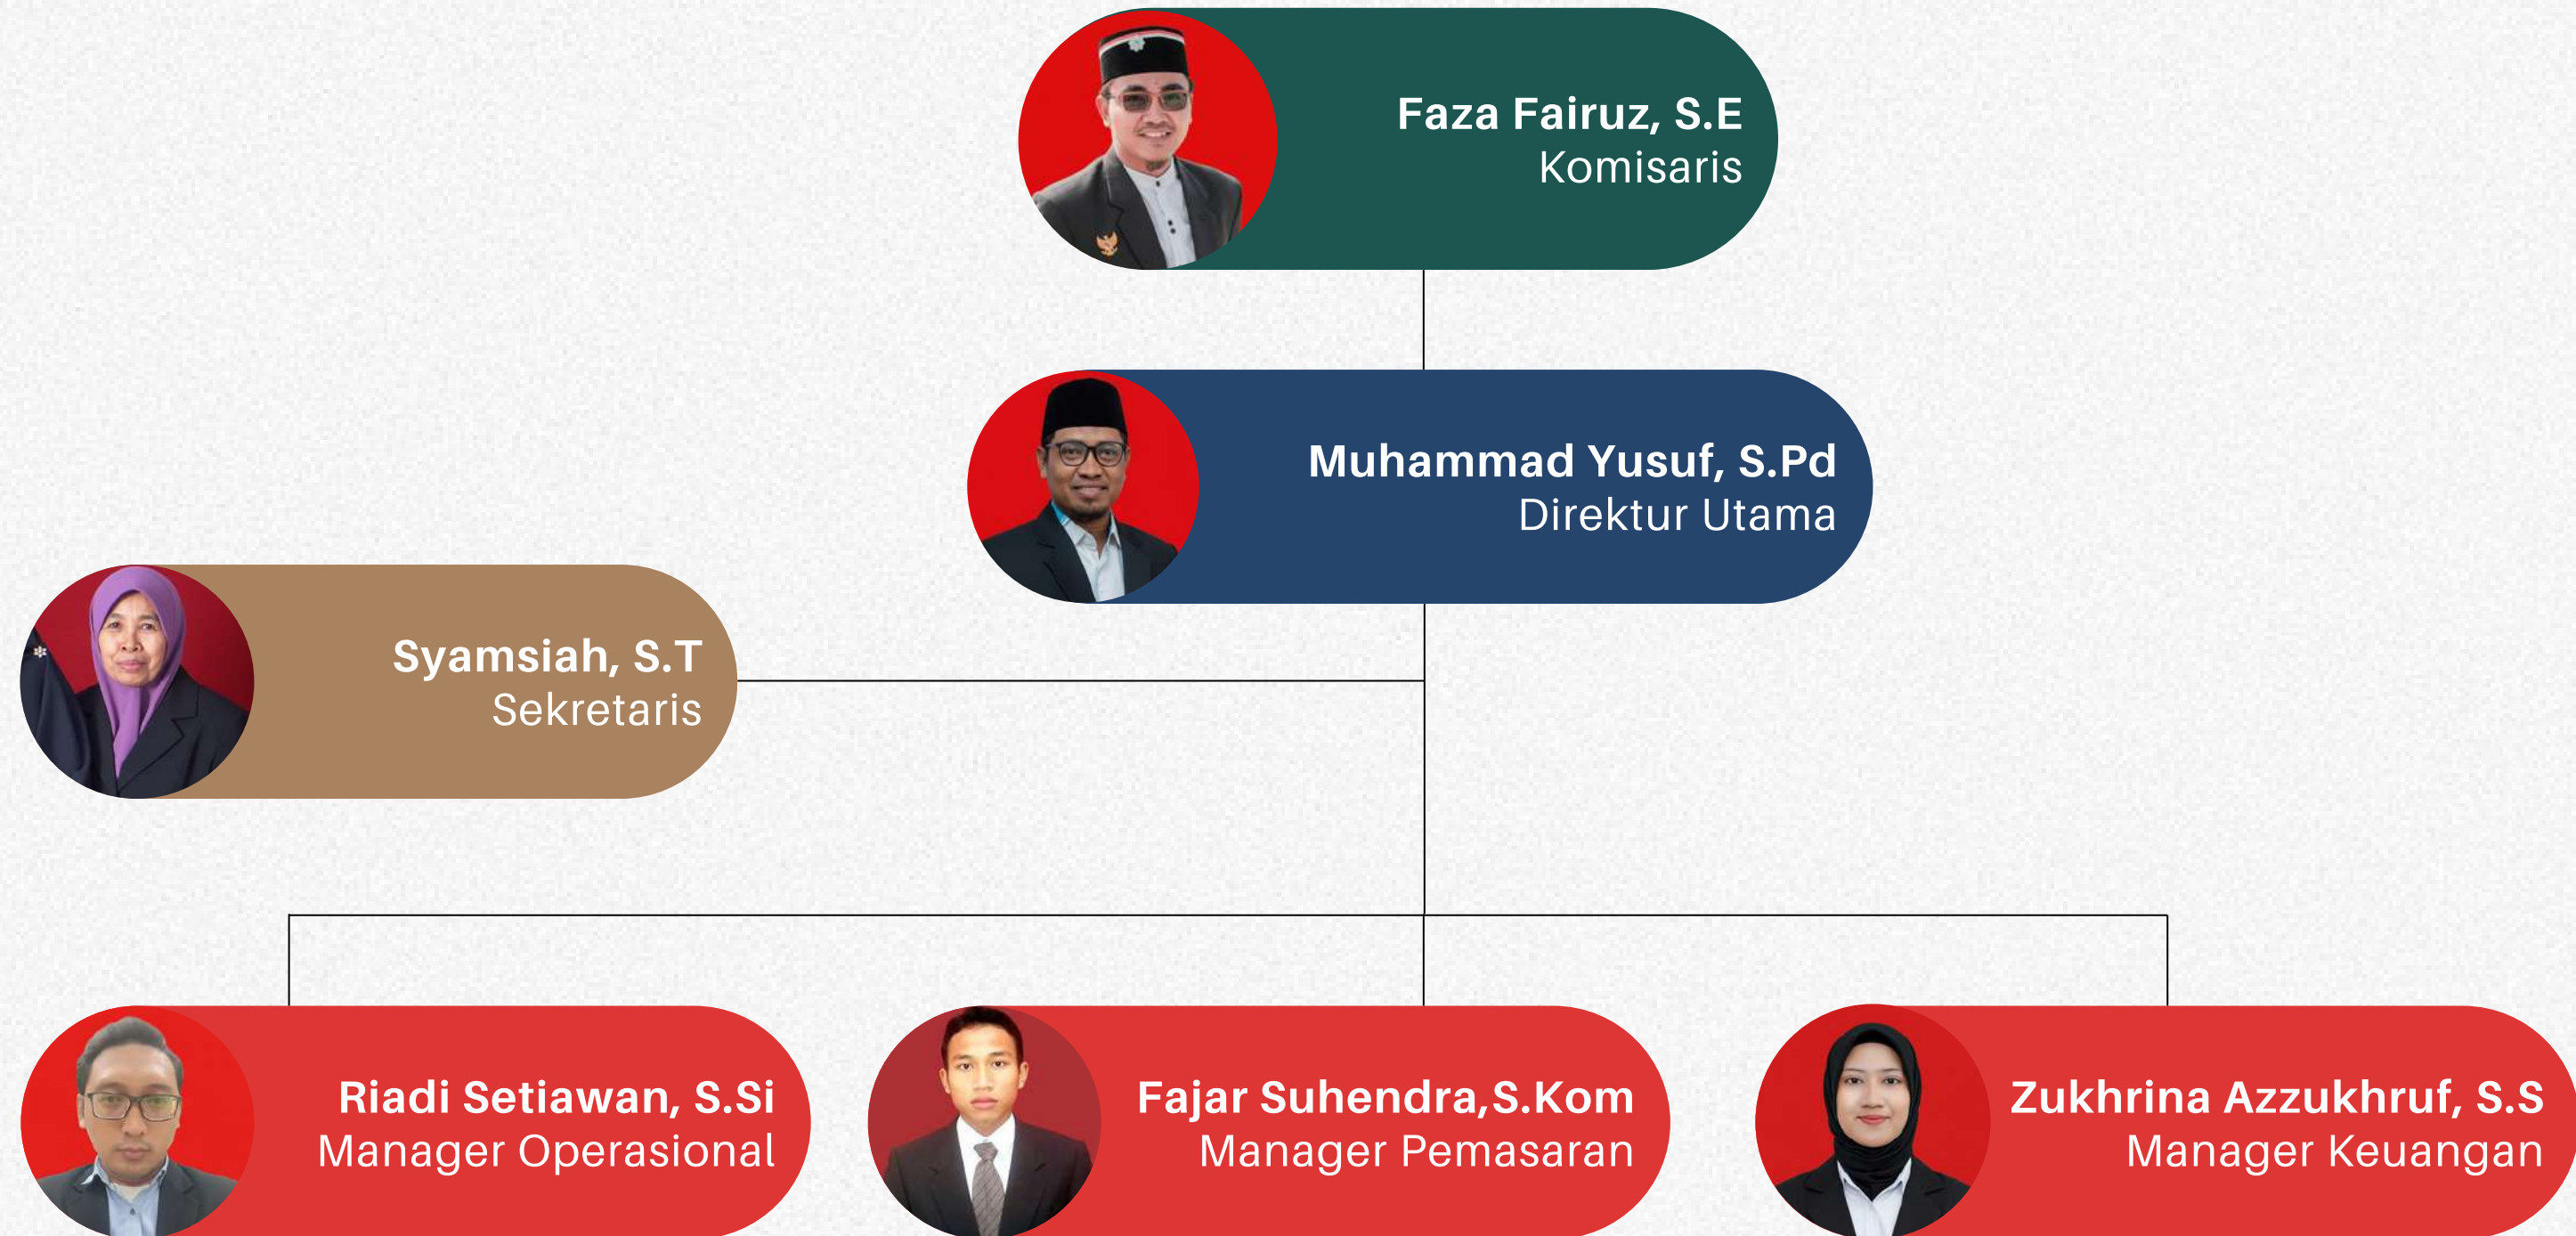 Faza Fairuz, S.E
Komisaris
Muhammad Yusuf, S.Pd
Direktur Utama
Syamsiah, S.T
Sekretaris
Riadi Setiawan, S.Si
Manager Operasional
Fajar Suhendra,S.Kom
Manager Pemasaran
Zukhrina Azzukhruf, S.S
Manager Keuangan